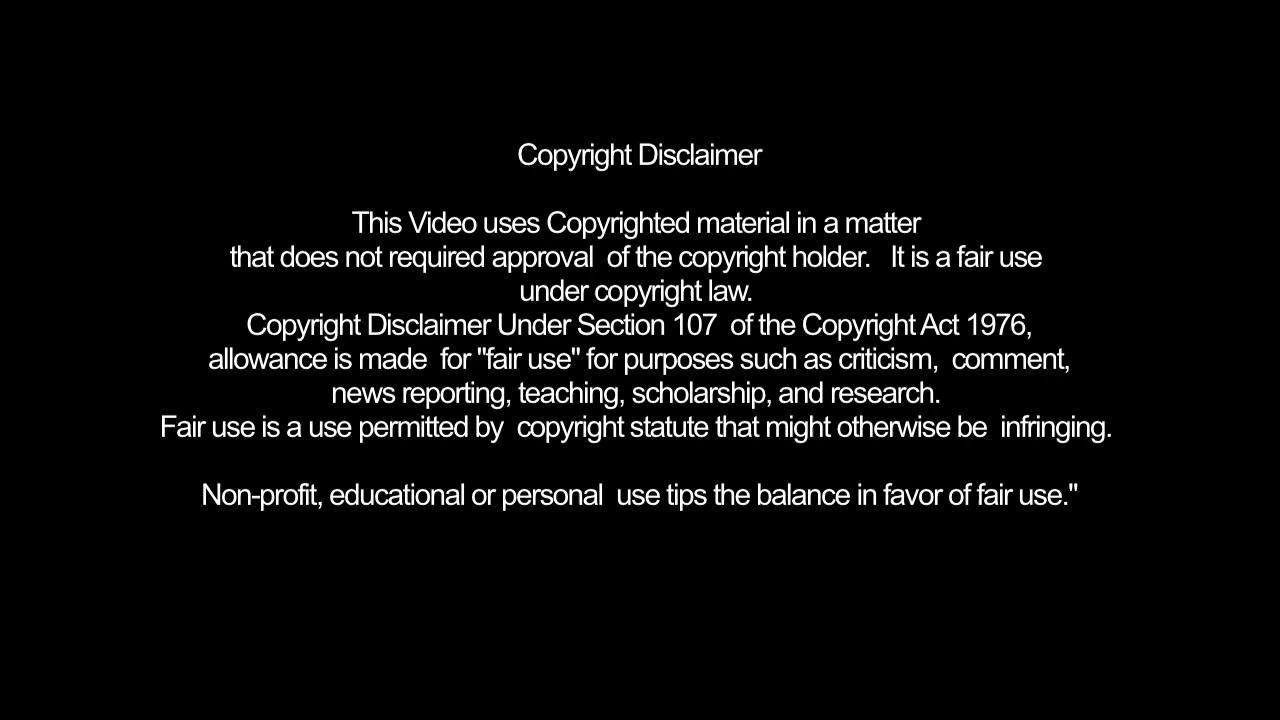 Copyright Disclaimer
This Video uses Copyrighted material in a matter
that does not required approval  of the copyright holder.   It is a fair use
under copyright law.
Copyright Disclaimer Under Section 107  of the Copyright Act 1976,
allowance is made  for "fair use" for purposes such as criticism,  comment,
news reporting, teaching, scholarship, and research.
Fair use is a use permitted by  copyright statute that might otherwise be  infringing.
Non-profit, educational or personal  use tips the balance in favor of fair use."